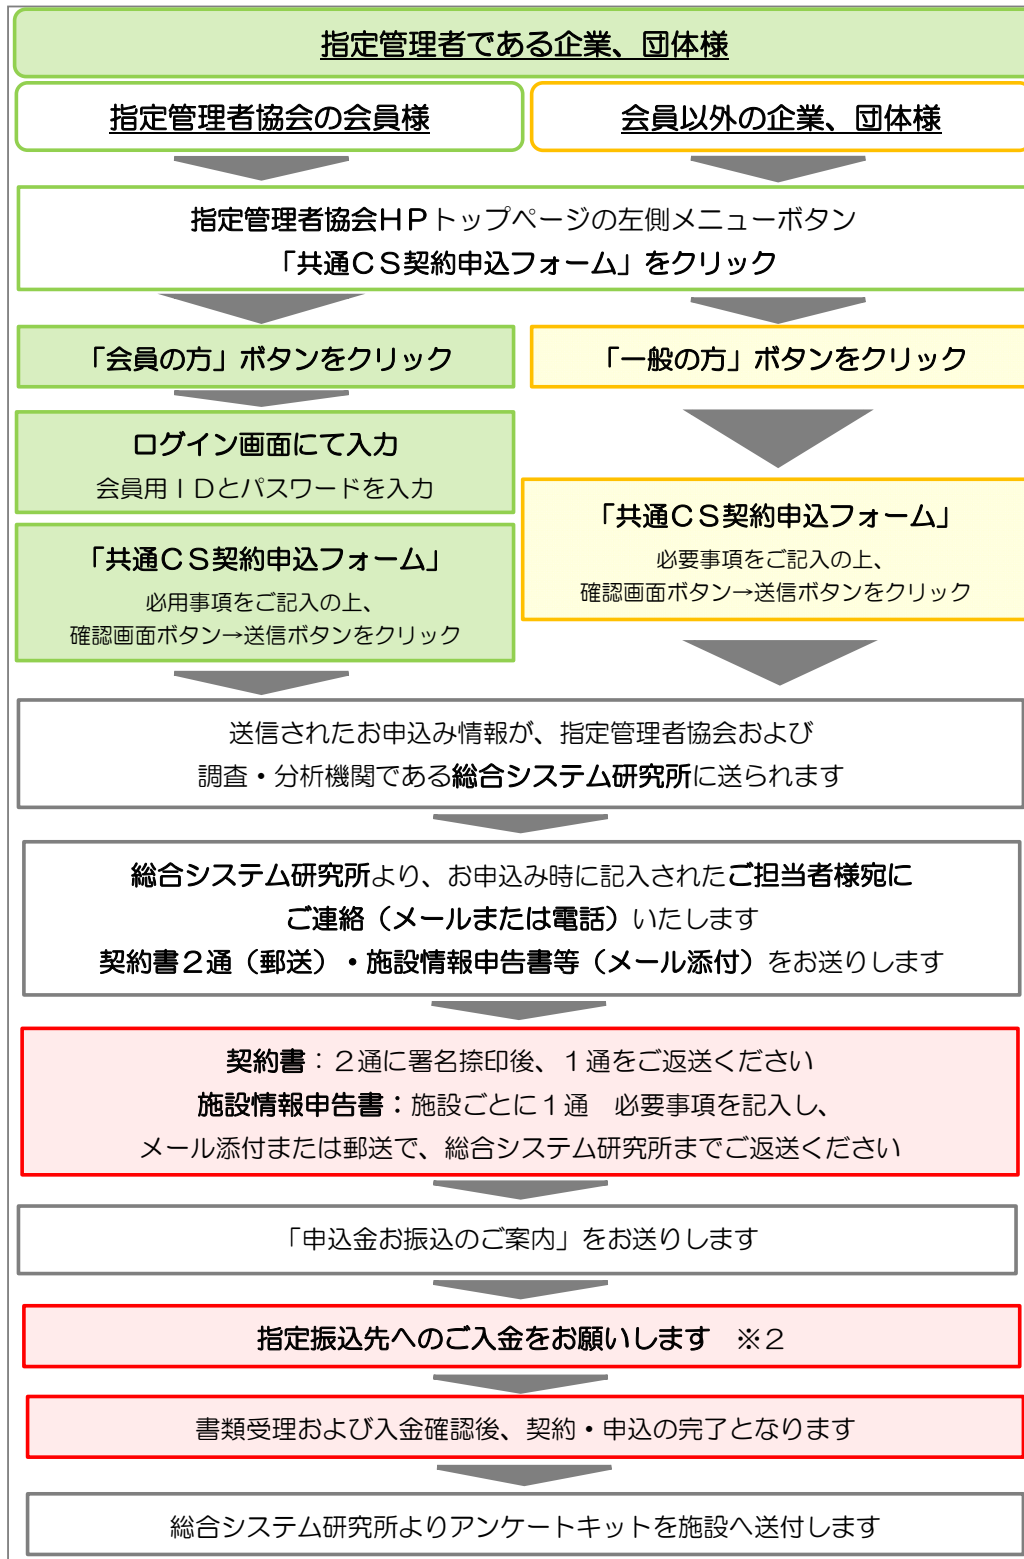 指定管理者である企業、団体様
指定管理者協会の会員様
会員以外の企業、団体様
指定管理者協会ＨＰトップページの左側メニューボタン
「共通ＣＳ契約申込フォーム」をクリック
「会員の方」ボタンをクリック
「一般の方」ボタンをクリック
ログイン画面にて入力
会員用ＩＤとパスワードを入力
「共通ＣＳ契約申込フォーム」
必用事項をご記入の上、
確認画面ボタン→送信ボタンをクリック
「共通ＣＳ契約申込フォーム」
必要事項をご記入の上、
確認画面ボタン→送信ボタンをクリック
送信されたお申込み情報が、指定管理者協会および
調査・分析機関である総合システム研究所に送られます
総合システム研究所より、お申込み時に記入されたご担当者様宛に
ご連絡（メールまたは電話）いたします
契約書２通（郵送）・施設情報申告書等（メール添付）をお送りします
契約書：２通に署名捺印後、１通をご返送ください
施設情報申告書：施設ごとに１通　必要事項を記入し、
メール添付または郵送で、総合システム研究所までご返送ください
「申込金お振込のご案内」をお送りします
指定振込先へのご入金をお願いします　※２
書類受理および入金確認後、契約・申込の完了となります
総合システム研究所よりアンケートキットを施設へ送付します